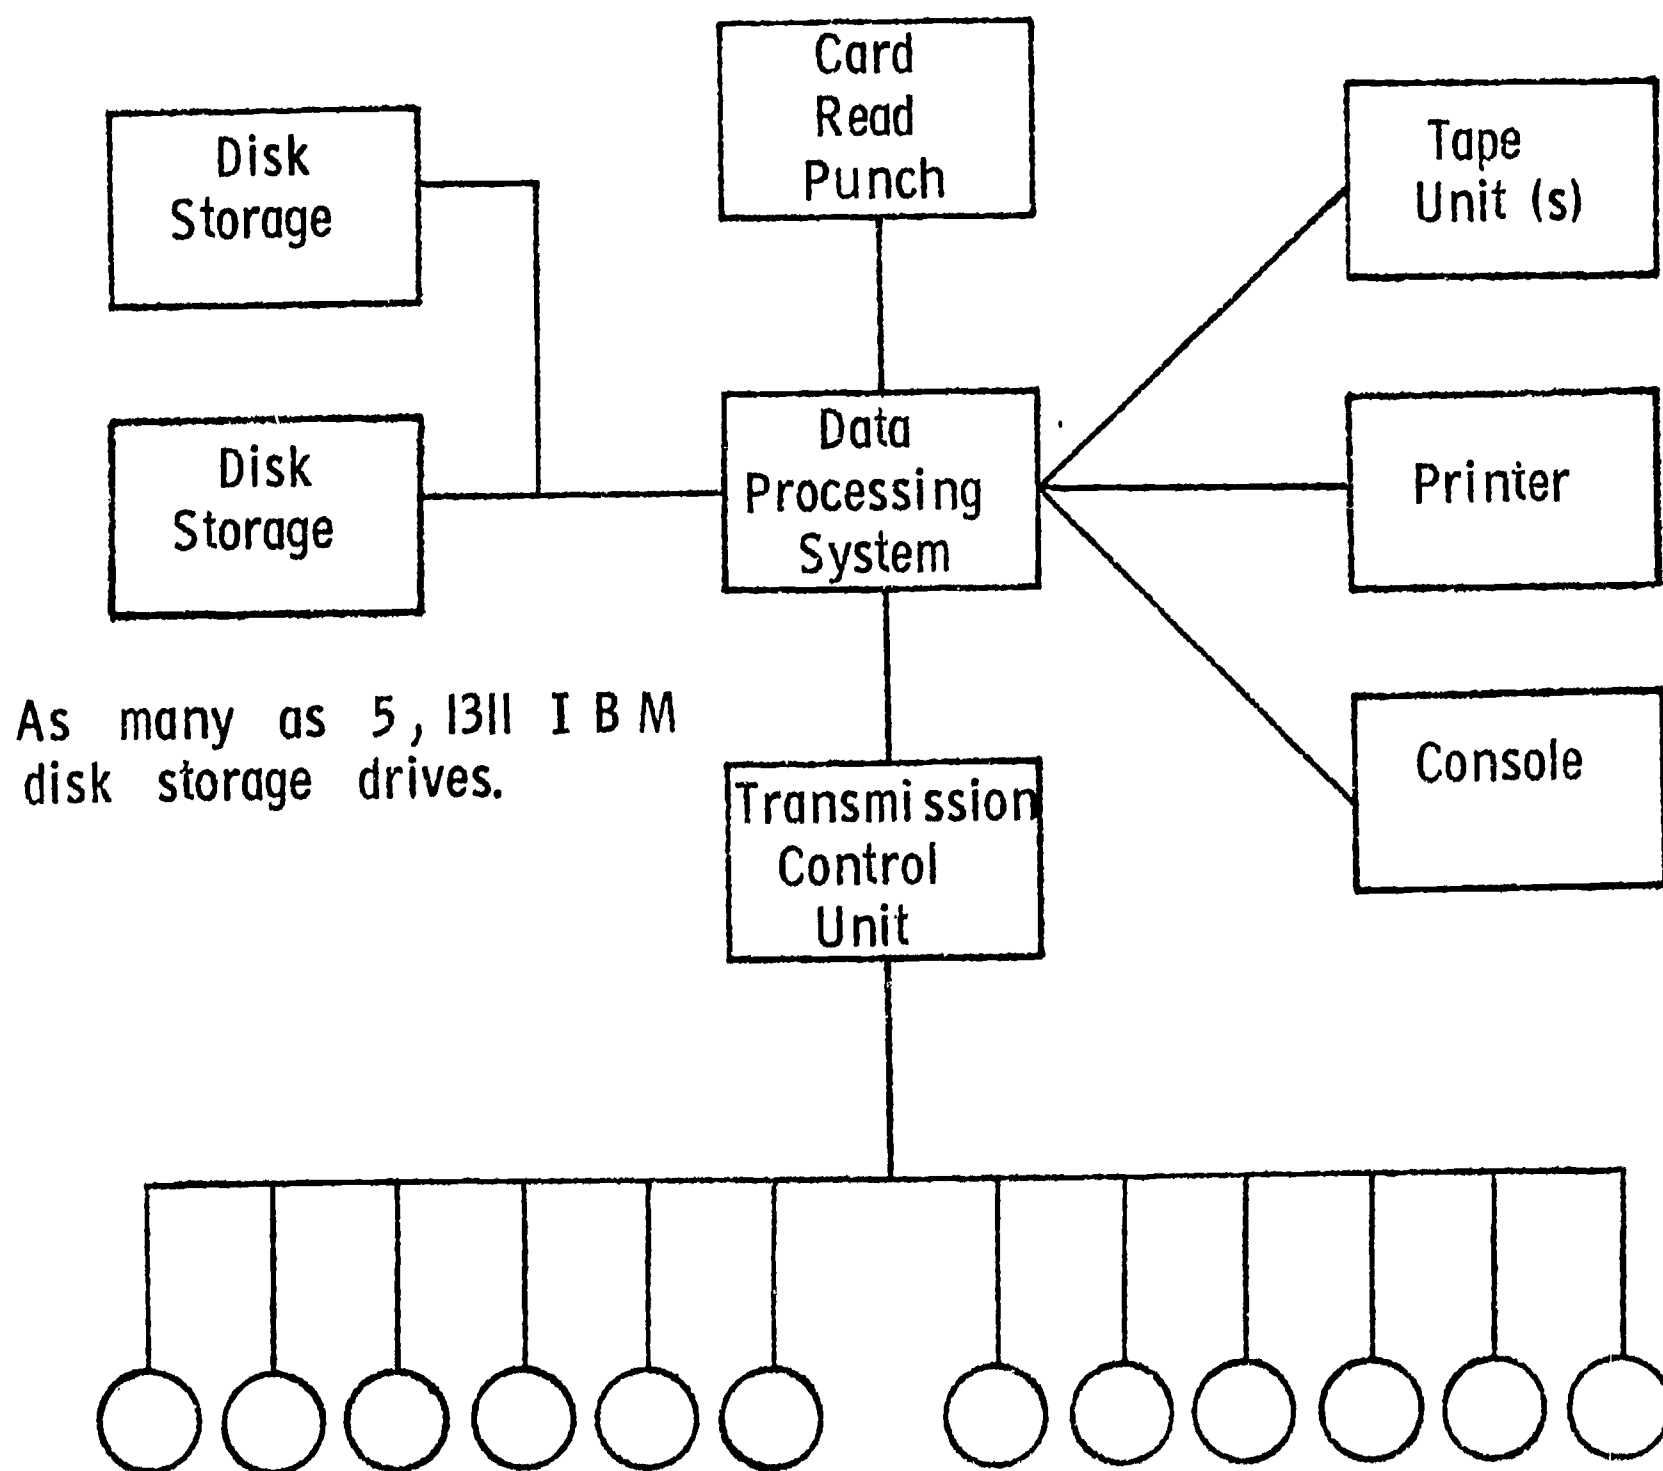 Card
Read
Punch
Disk
Storage
Tape
Unit (s)
Disk
Storage
Data
Processing
System
Printer
As many as 5, 1311 I B M
disk storage drives.
Transmission
Control
Unit
Console